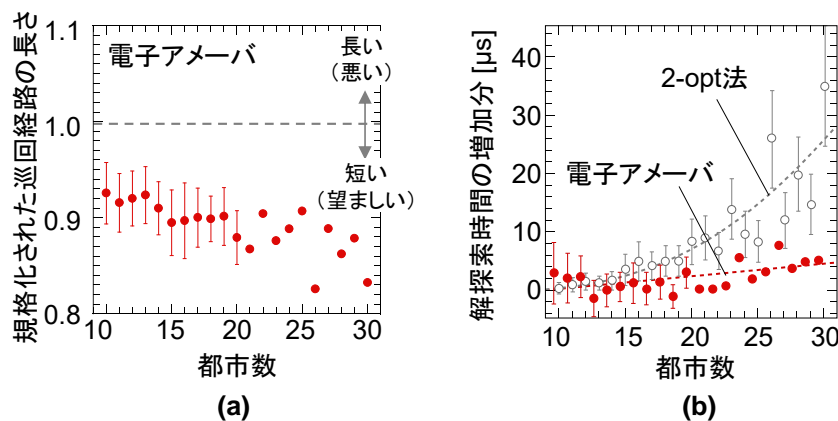 規格化された巡回経路の長さ
1.1
1.0
0.9
0.8
電子アメーバ
長い
(悪い)
短い
(望ましい)
10
15
20
25
30
都市数
(a)
解探索時間の増加分 [µs]
40
30
20
10
0
2-opt法
電子アメーバ
10
15
20
25
30
都市数
(b)